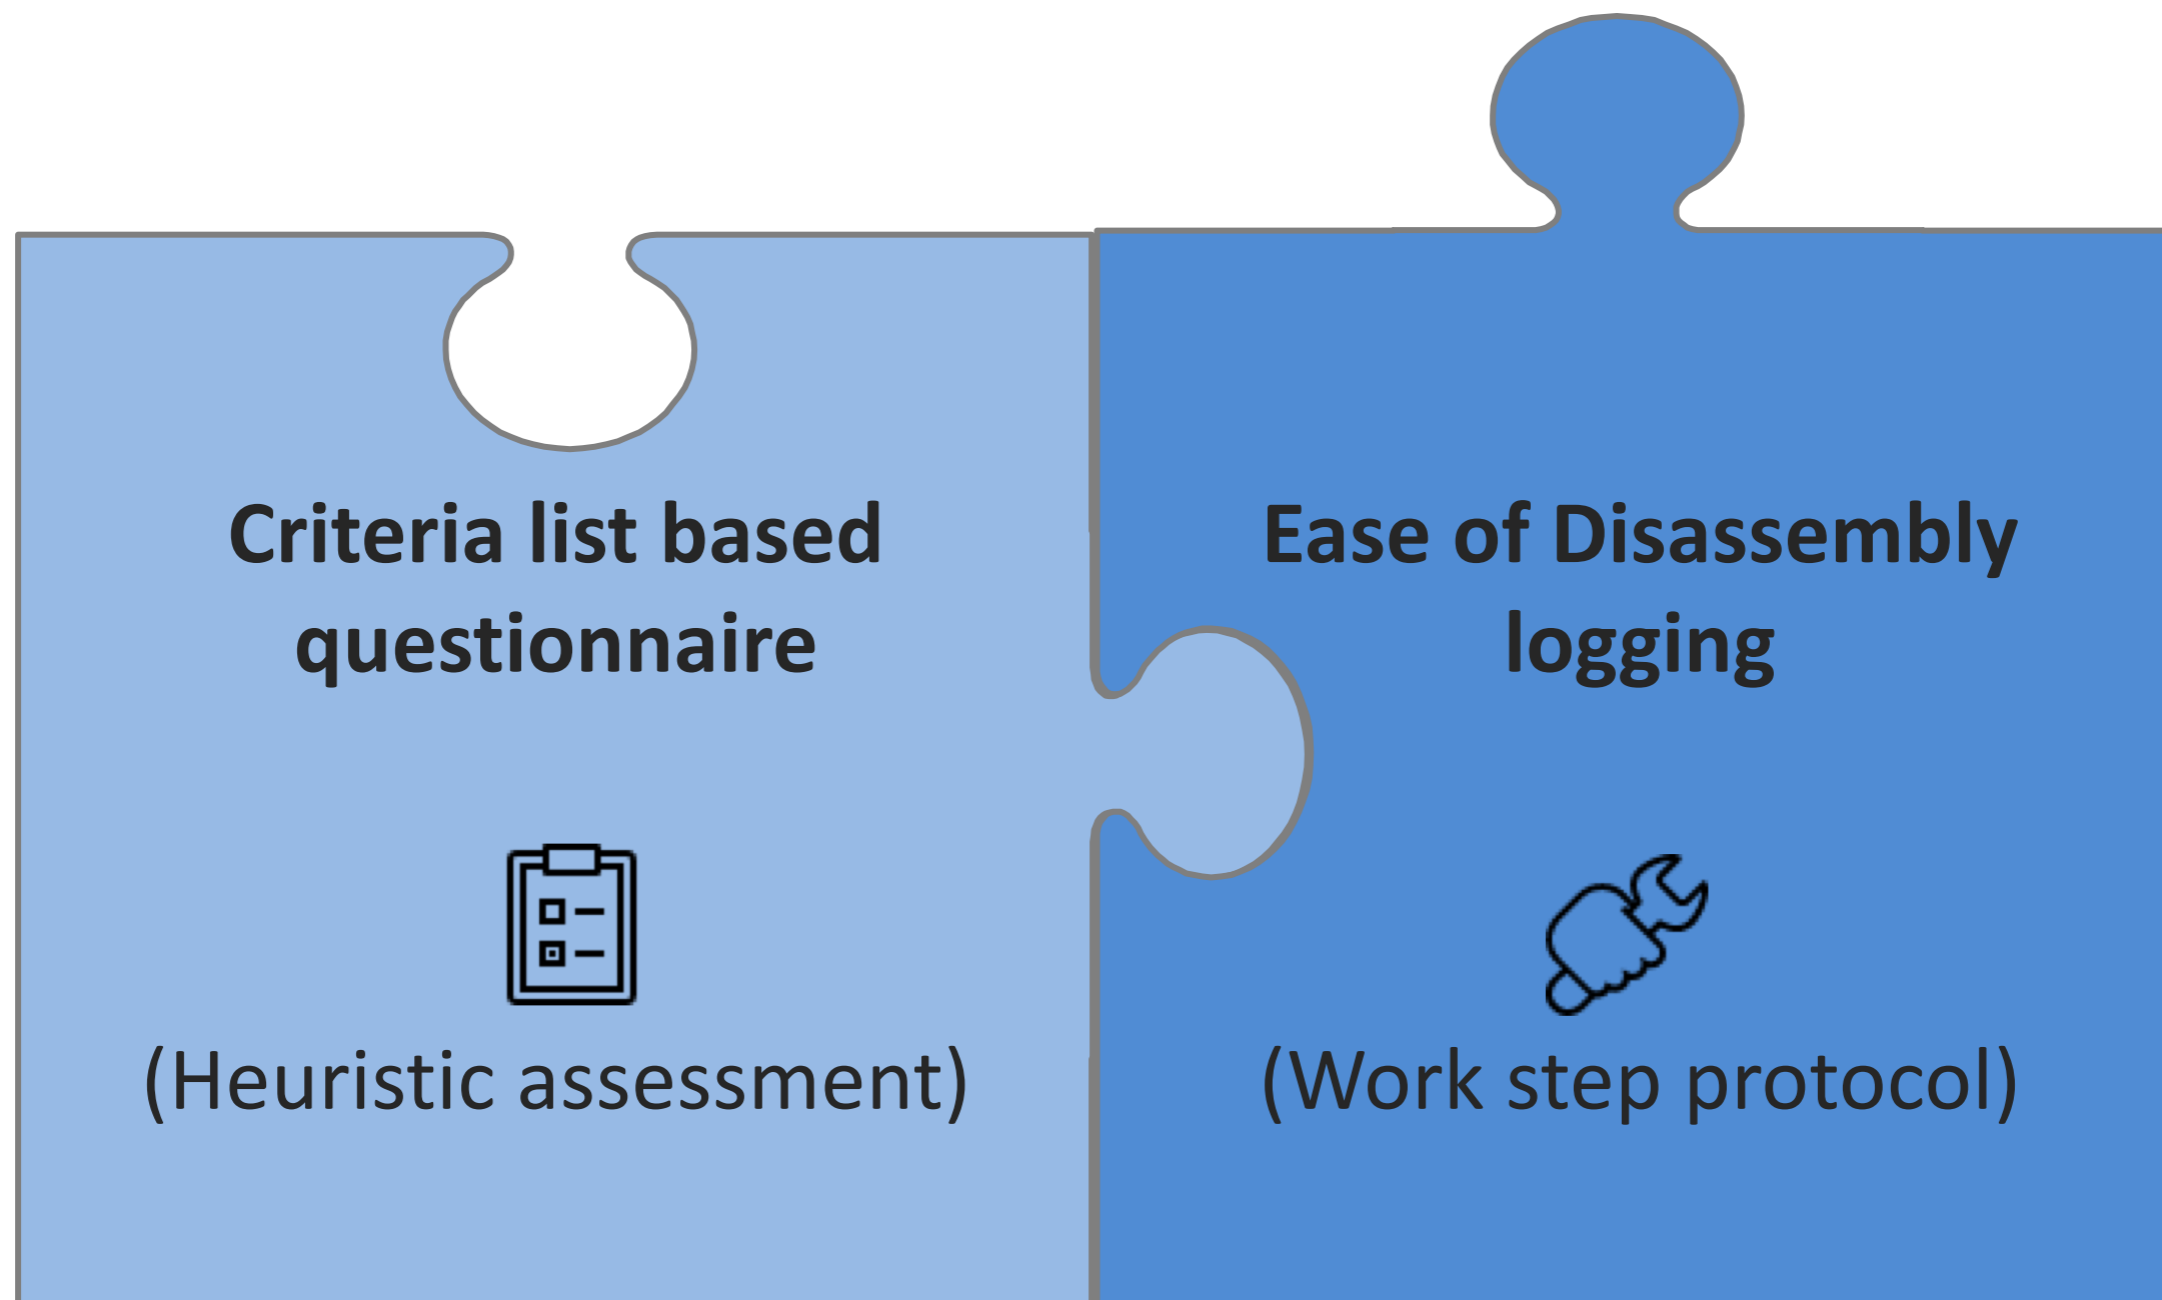 Criteria list based
questionnaire
(Heuristic assessment)
Ease of Disassembly
logging
(Work step protocol)